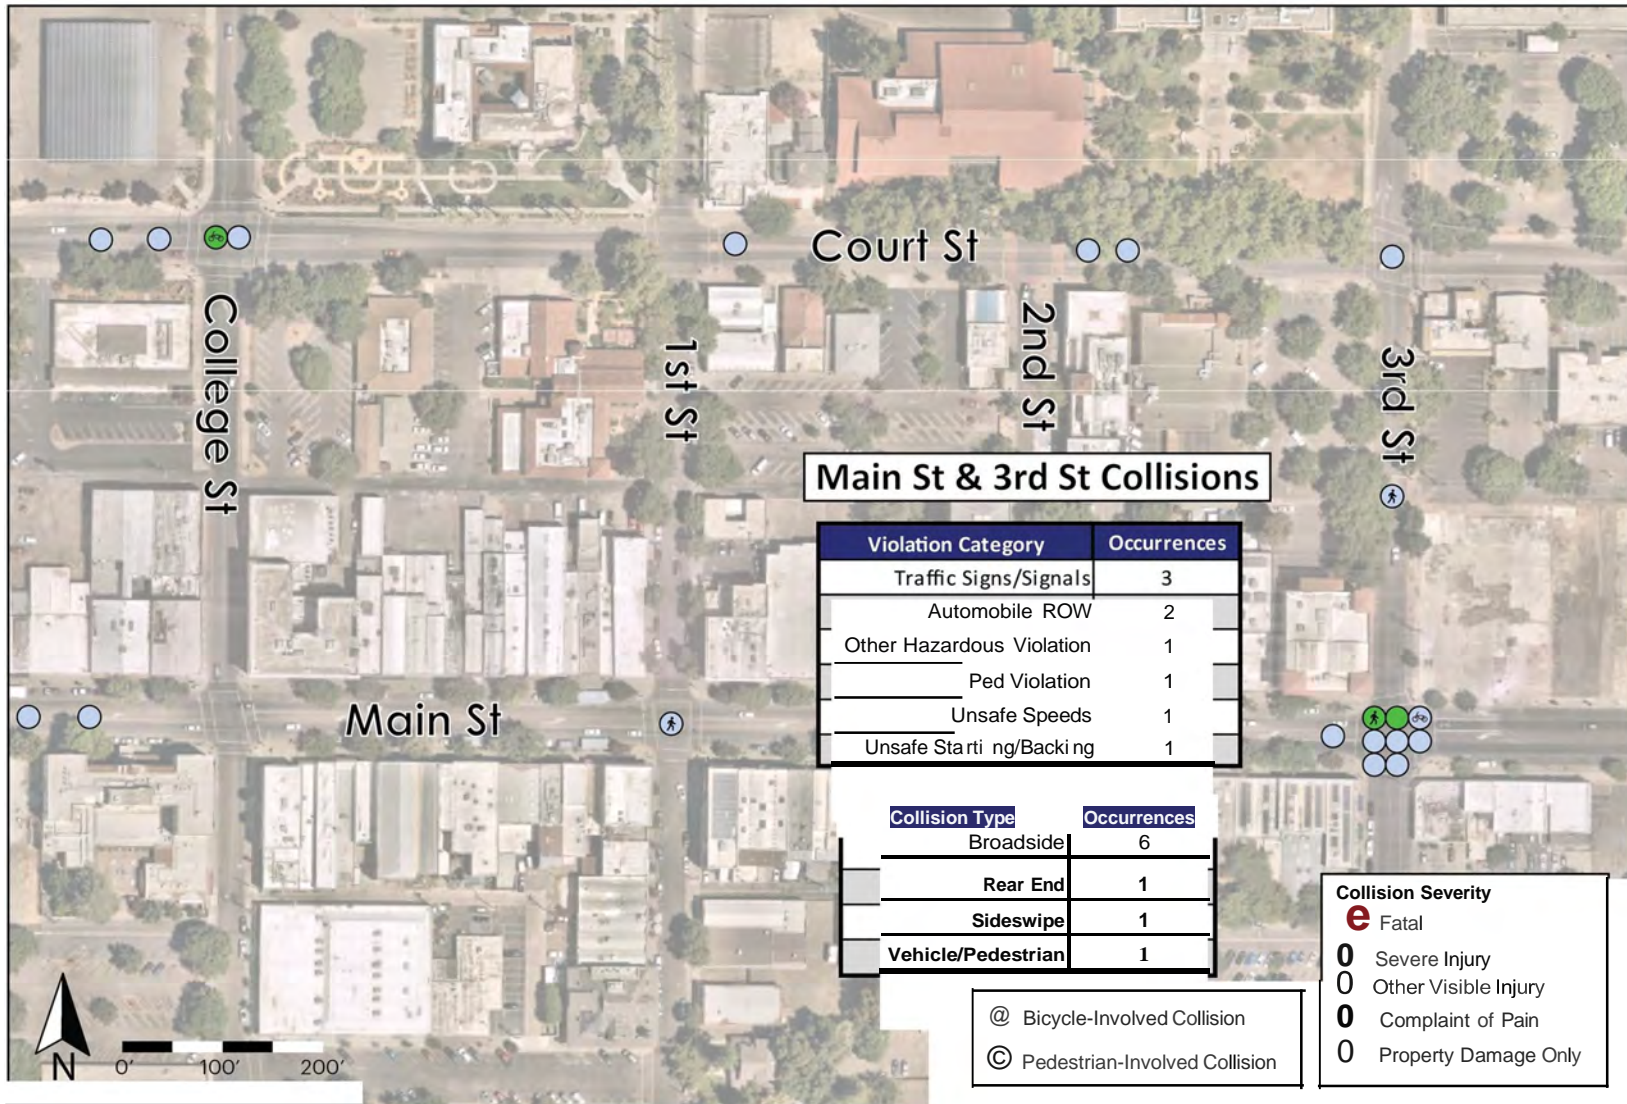 Court St
College St
1st St
2nd St
3rd St
Main St & 3rd St Collisions
Violation Category Occurrences
Traffic Signs/Signals 3
Automobile ROW 2
Other Hazardous Violation 1
Ped Violation 1
Unsafe Speeds 1
Unsafe Starti ng/Backi ng 1
Main St
Collision Type Occurrences
Broadside 6
Rear End 1
Sideswipe 1
Vehicle/Pedestrian 1
Collision Severity
e Fatal
0 Severe Injury
0 Other Visible Injury
0 Complaint of Pain
0 Property Damage Only
@ Bicycle-Involved Collision
© Pedestrian-Involved Collision
N 0' 100' 200'